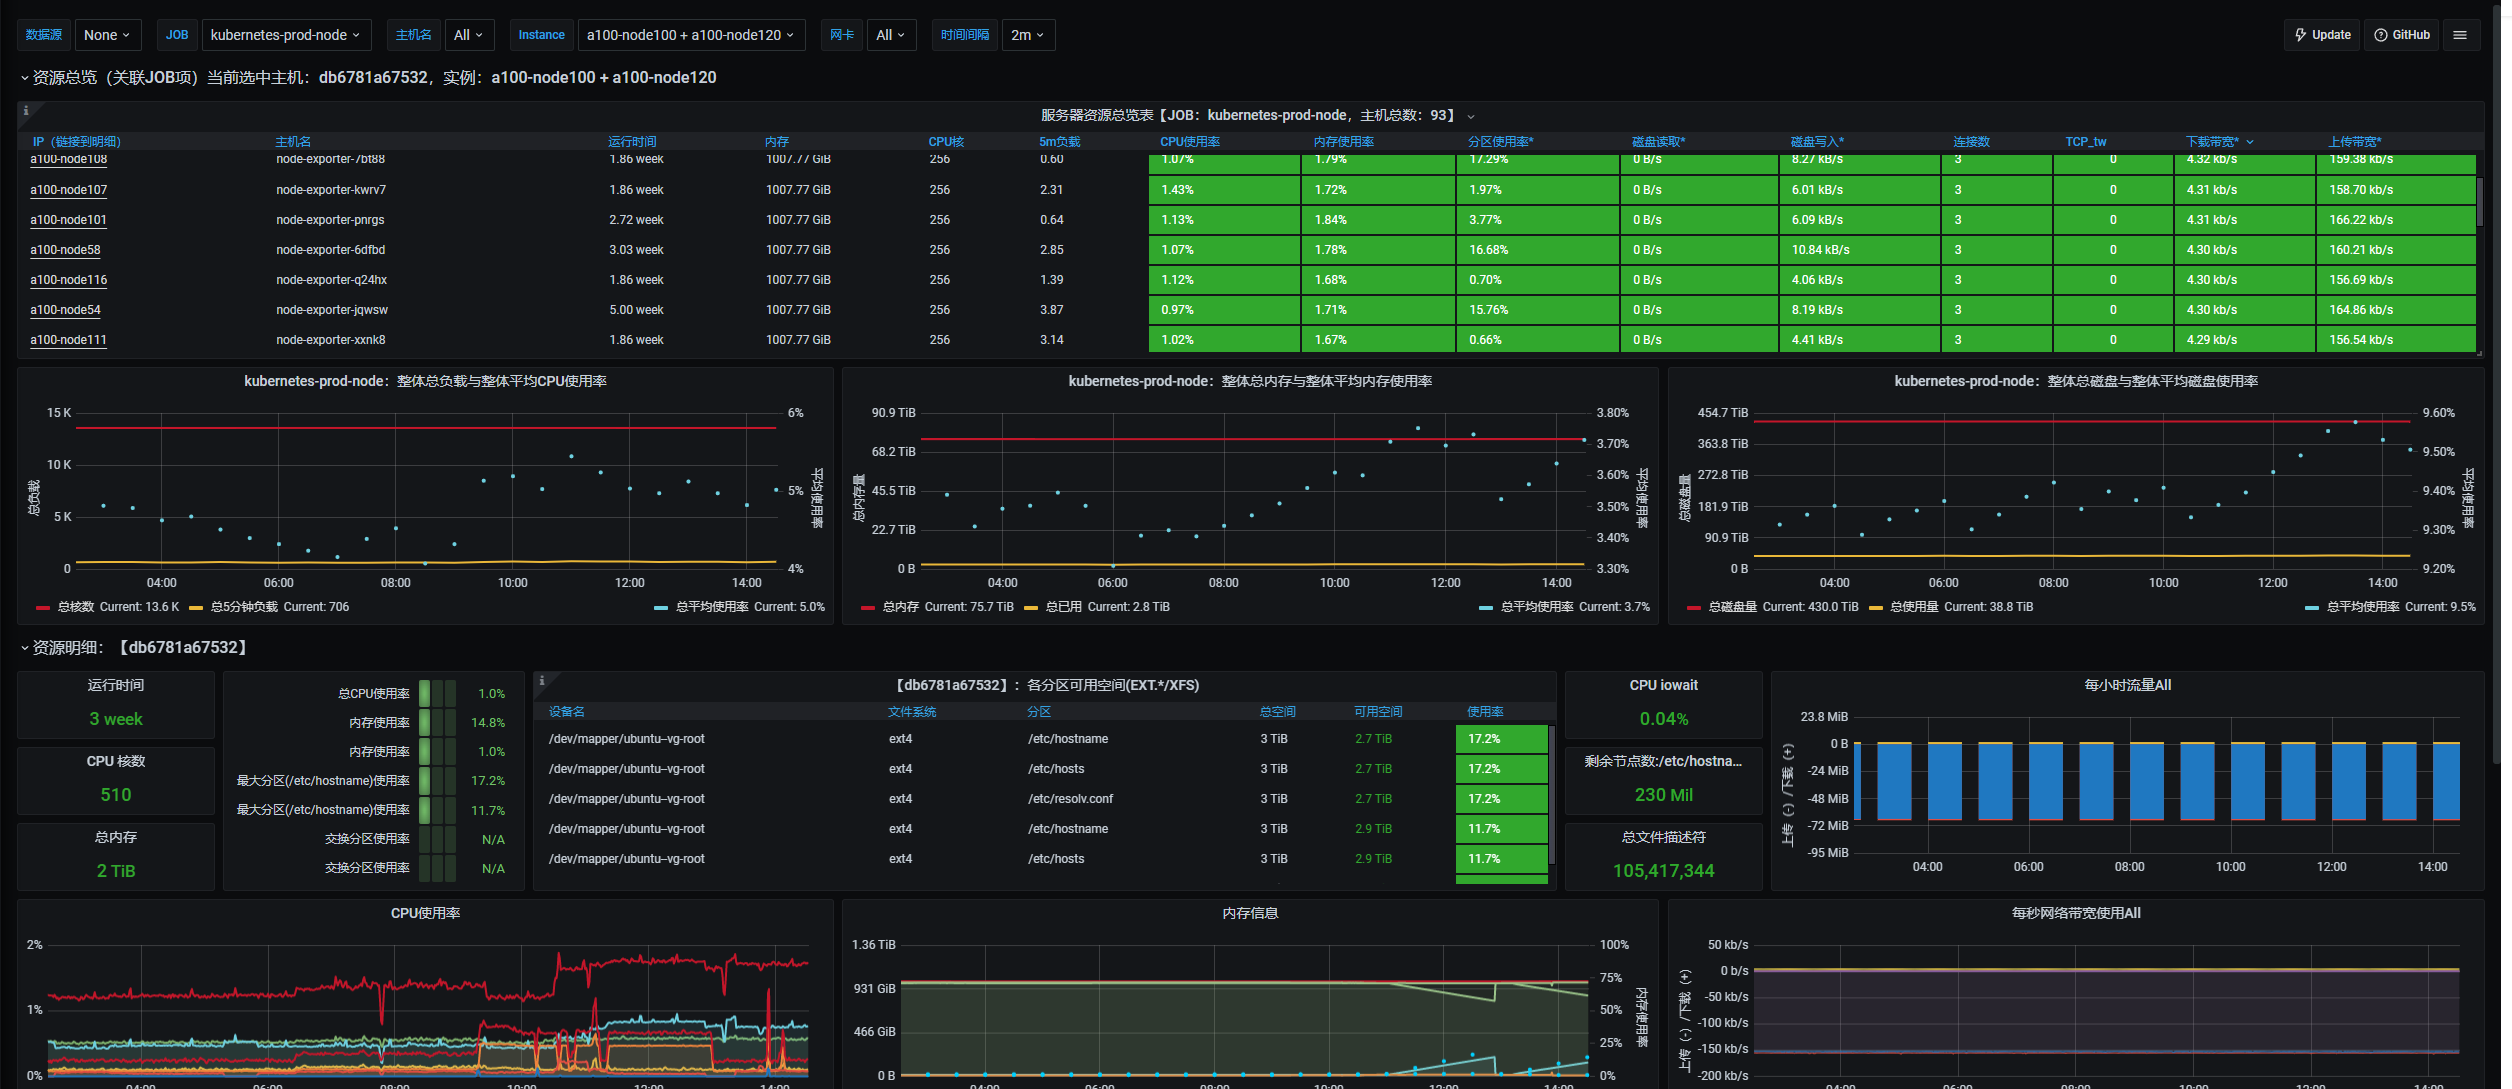 数据源 None JOB kubernetes-prod-node 主机名 All Instance a100-node100 + a100-node120 网卡 All 时间间隔 2m Update GitHub
资源总览（关联JOB项）当前选中主机：db6781a67532，实例：a100-node100 + a100-node120
服务器资源总览表【JOB：kubernetes-prod-node，主机总数：93】
IP（链接到明细） 主机名 运行时间 内存 CPU核 5m负载 CPU使用率 内存使用率 分区使用率* 磁盘读取* 磁盘写入* 连接数 TCP_tw 下载带宽* 上传带宽*
a100-node108 node-exporter-7bt88 1.86 week 1007.77 GiB 256 0.60 1.07% 1.79% 17.29% 0 B/s 8.27 kB/s 3 0 4.32 kb/s 159.38 kb/s
a100-node107 node-exporter-kwrv7 1.86 week 1007.77 GiB 256 2.31 1.43% 1.72% 1.97% 0 B/s 6.01 kB/s 3 0 4.31 kb/s 158.70 kb/s
a100-node101 node-exporter-pnrgs 2.72 week 1007.77 GiB 256 0.64 1.13% 1.84% 3.77% 0 B/s 6.09 kB/s 3 0 4.31 kb/s 166.22 kb/s
a100-node58 node-exporter-6dfbd 3.03 week 1007.77 GiB 256 2.85 1.07% 1.78% 16.68% 0 B/s 10.84 kB/s 3 0 4.30 kb/s 160.21 kb/s
a100-node116 node-exporter-q24hx 1.86 week 1007.77 GiB 256 1.39 1.12% 1.68% 0.70% 0 B/s 4.06 kB/s 3 0 4.30 kb/s 156.69 kb/s
a100-node54 node-exporter-jqwsw 5.00 week 1007.77 GiB 256 3.87 0.97% 1.71% 15.76% 0 B/s 8.19 kB/s 3 0 4.30 kb/s 164.86 kb/s
a100-node111 node-exporter-xxnk8 1.86 week 1007.77 GiB 256 3.14 1.02% 1.67% 0.66% 0 B/s 4.41 kB/s 3 0 4.29 kb/s 156.54 kb/s
kubernetes-prod-node：整体总负载与整体平均CPU使用率
15 K 6%
10 K
5% 
5 K
0 4%
总负载
平均使用率
04:00 06:00 08:00 10:00 12:00 14:00
总核数 Current: 13.6 K 总5分钟负载 Current: 706 总平均使用率 Current: 5.0%
kubernetes-prod-node：整体总内存与整体平均内存使用率
90.9 TiB 3.80%
3.70%
68.2 TiB
3.60%
45.5 TiB
3.50%
22.7 TiB
3.40%
0 B 3.30%
总内存量
平均使用率
04:00 06:00 08:00 10:00 12:00 14:00
总内存 Current: 75.7 TiB 总已用 Current: 2.8 TiB 总平均使用率 Current: 3.7%
kubernetes-prod-node：整体总磁盘与整体平均磁盘使用率
454.7 TiB 9.60%
363.8 TiB
9.50%
272.8 TiB
9.40%
181.9 TiB
9.30%
90.9 TiB
0 B 9.20%
总磁盘量
平均使用率
04:00 06:00 08:00 10:00 12:00 14:00
总磁盘量 Current: 430.0 TiB 总使用量 Current: 38.8 TiB 总平均使用率 Current: 9.5%
资源明细：【db6781a67532】
运行时间
3 week
CPU 核数
510
总内存
2 TiB
总CPU使用率 1.0%
内存使用率 14.8%
内存使用率 1.0%
最大分区(/etc/hostname)使用率 17.2%
最大分区(/etc/hostname)使用率 11.7%
交换分区使用率 N/A
交换分区使用率 N/A
【db6781a67532】：各分区可用空间(EXT.*/XFS)
设备名 文件系统 分区 总空间 可用空间 使用率
/dev/mapper/ubuntu--vg-root ext4 /etc/hostname 3 TiB 2.7 TiB 17.2%
/dev/mapper/ubuntu--vg-root ext4 /etc/hosts 3 TiB 2.7 TiB 17.2%
/dev/mapper/ubuntu--vg-root ext4 /etc/resolv.conf 3 TiB 2.7 TiB 17.2%
/dev/mapper/ubuntu--vg-root ext4 /etc/hostname 3 TiB 2.9 TiB 11.7%
/dev/mapper/ubuntu--vg-root ext4 /etc/hosts 3 TiB 2.9 TiB 11.7%
CPU iowait
0.04%
剩余节点数:/etc/hostna...
230 Mil
总文件描述符
105,417,344
每小时流量All
23.8 MiB
0 B
-24 MiB
-48 MiB
-72 MiB
-95 MiB
上传（-）/下载（+）
04:00 06:00 08:00 10:00 12:00 14:00
CPU使用率
2%
1%
0%
04:00 06:00 08:00 10:00 12:00 14:00
内存信息
1.36 TiB 100%
75%
931 GiB
50%
466 GiB
25%
0 B 0%
内存使用率
04:00 06:00 08:00 10:00 12:00 14:00
每秒网络带宽使用All
50 kb/s
0 b/s
-50 kb/s
-100 kb/s
-150 kb/s
-200 kb/s
上传（-）/下载（+）
04:00 06:00 08:00 10:00 12:00 14:00